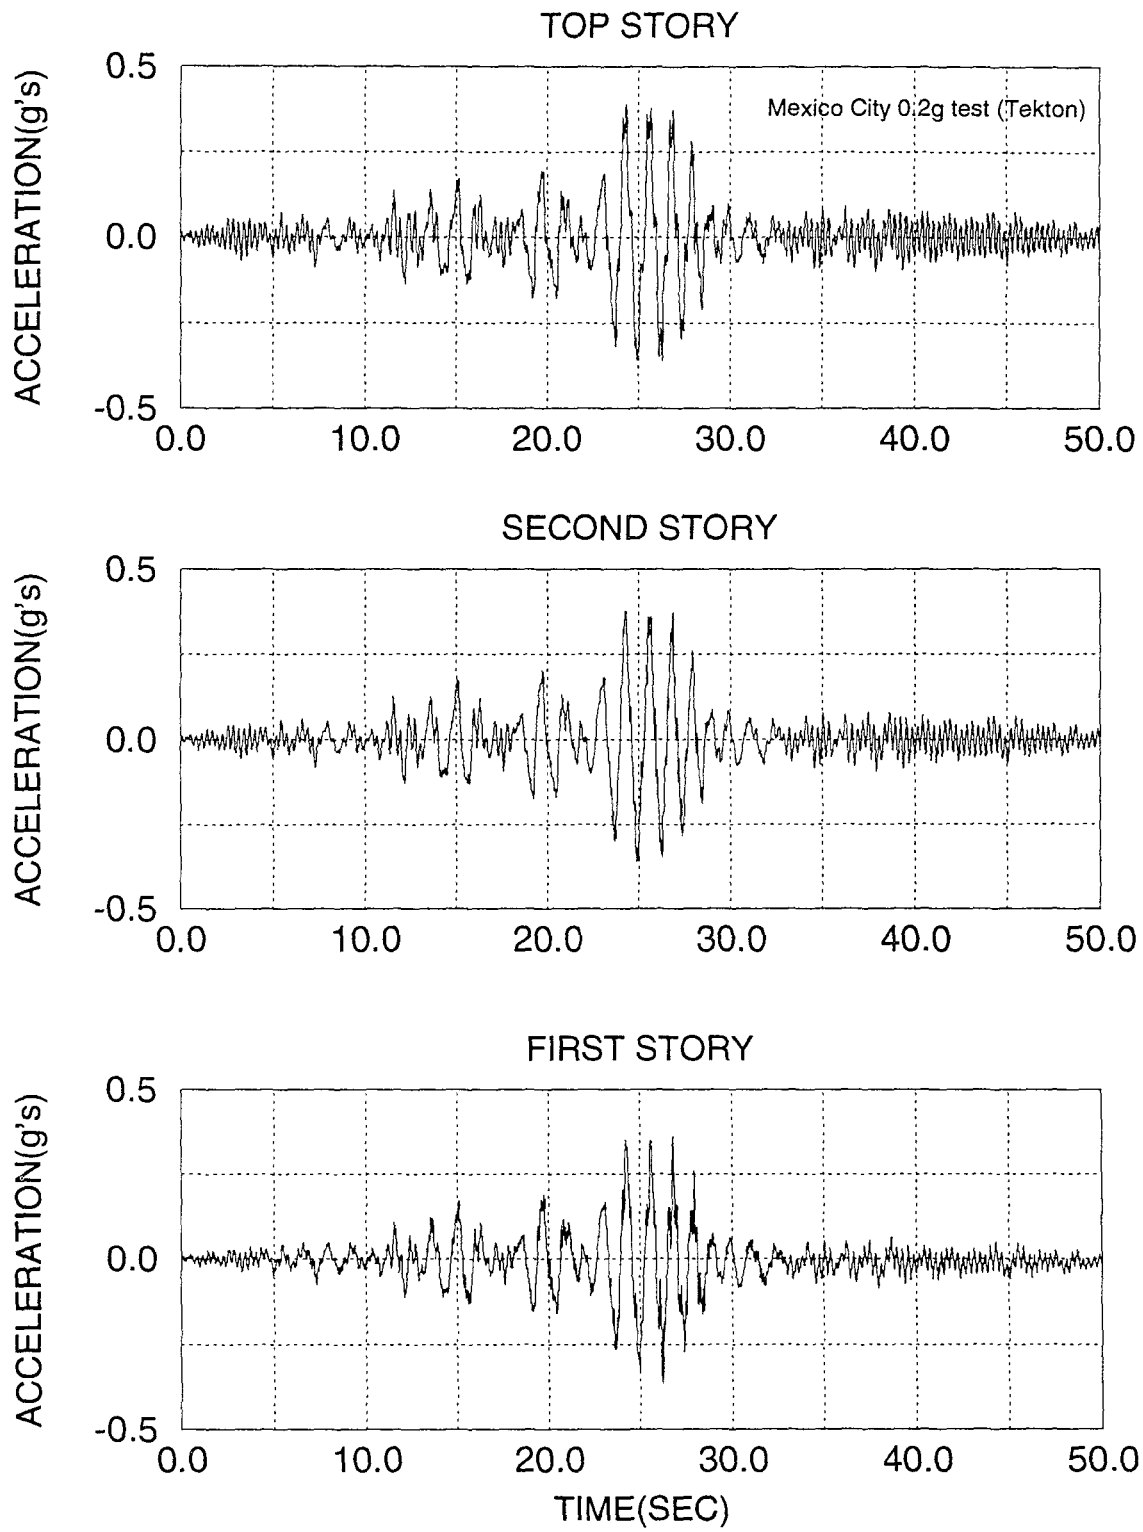 TOP STORY
ACCELERATION(g's)
0.5
0.0
-0.5
Mexico City 0.2g test (Tekton)
0.0 10.0 20.0 30.0 40.0 50.0
SECOND STORY
ACCELERATION(g's)
0.5
0.0
-0.5
0.0 10.0 20.0 30.0 40.0 50.0
FIRST STORY
ACCELERATION(g's)
0.5
0.0
-0.5
0.0 10.0 20.0 30.0 40.0 50.0
TIME(SEC)